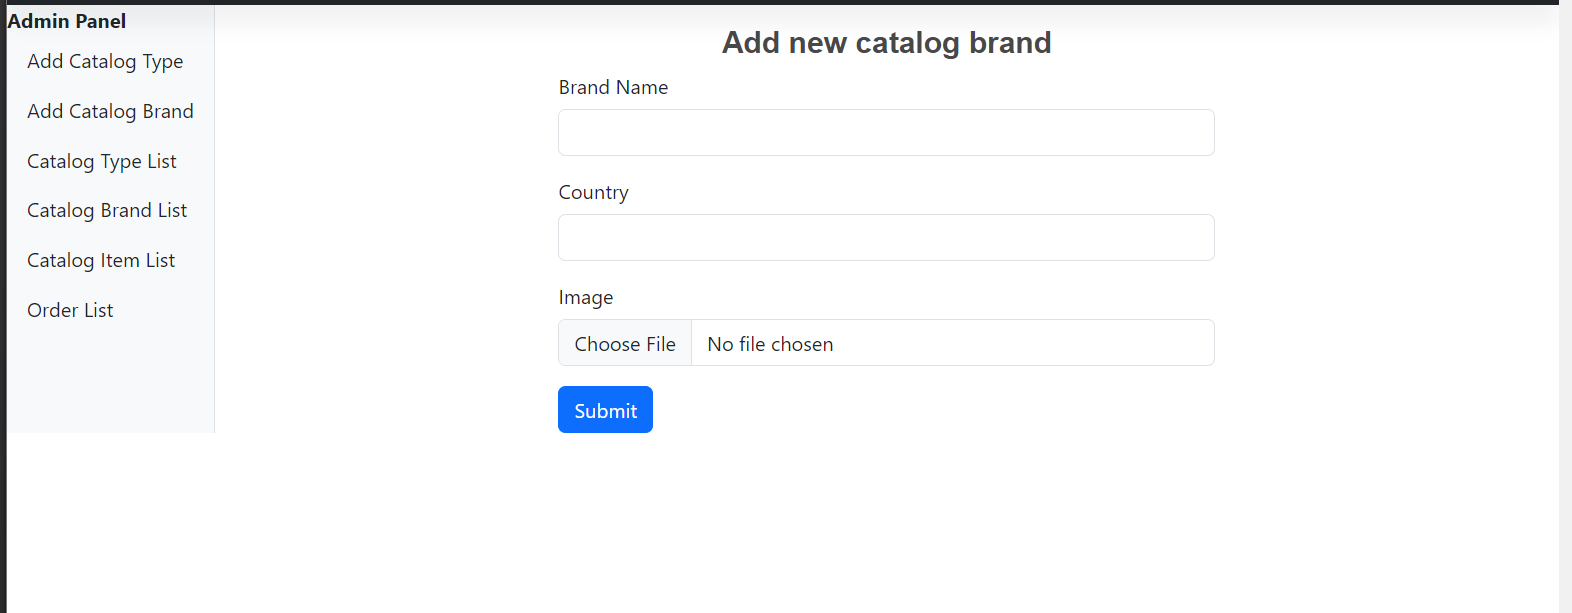 Admin Panel
Add Catalog Type
Add Catalog Brand
Catalog Type List
Catalog Brand List
Catalog Item List
Order List
Add new catalog brand
Brand Name
Country
Image
Choose File No file chosen
Submit